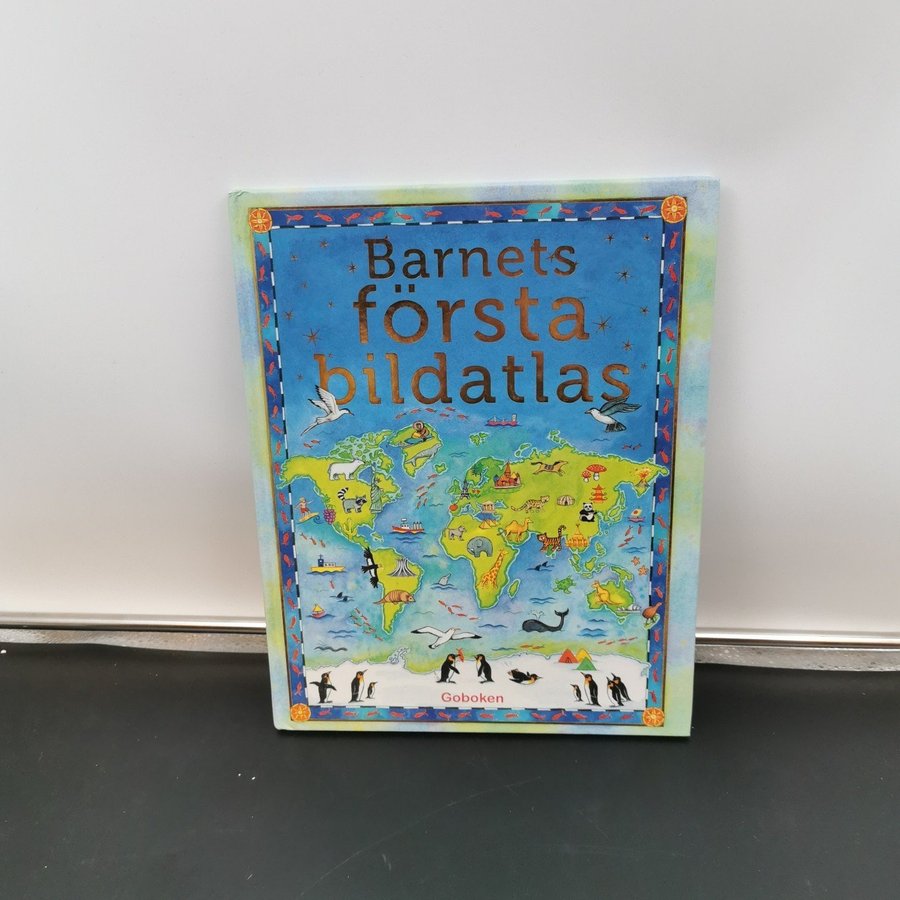 Barnets
första
bildatlas
Goboken